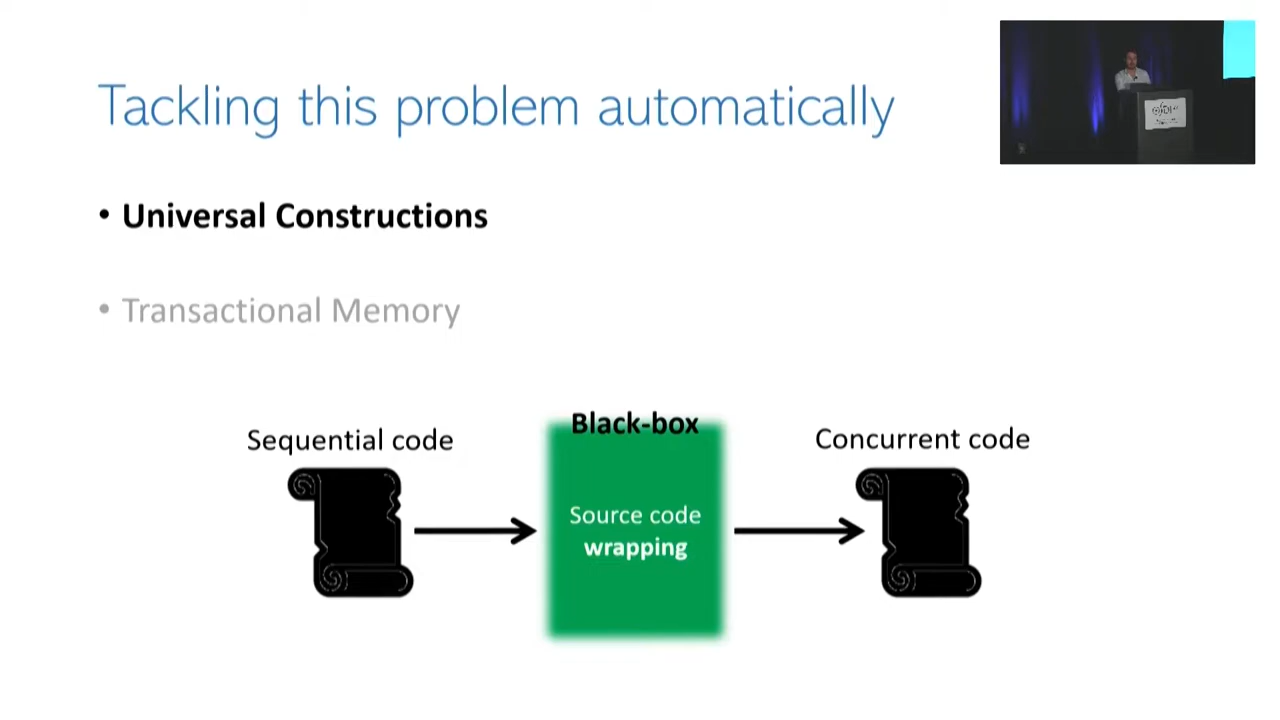 Tackling this problem automatically
• Universal Constructions
• Transactional Memory
Sequential code
Black-box
Concurrent code
Source code
wrapping